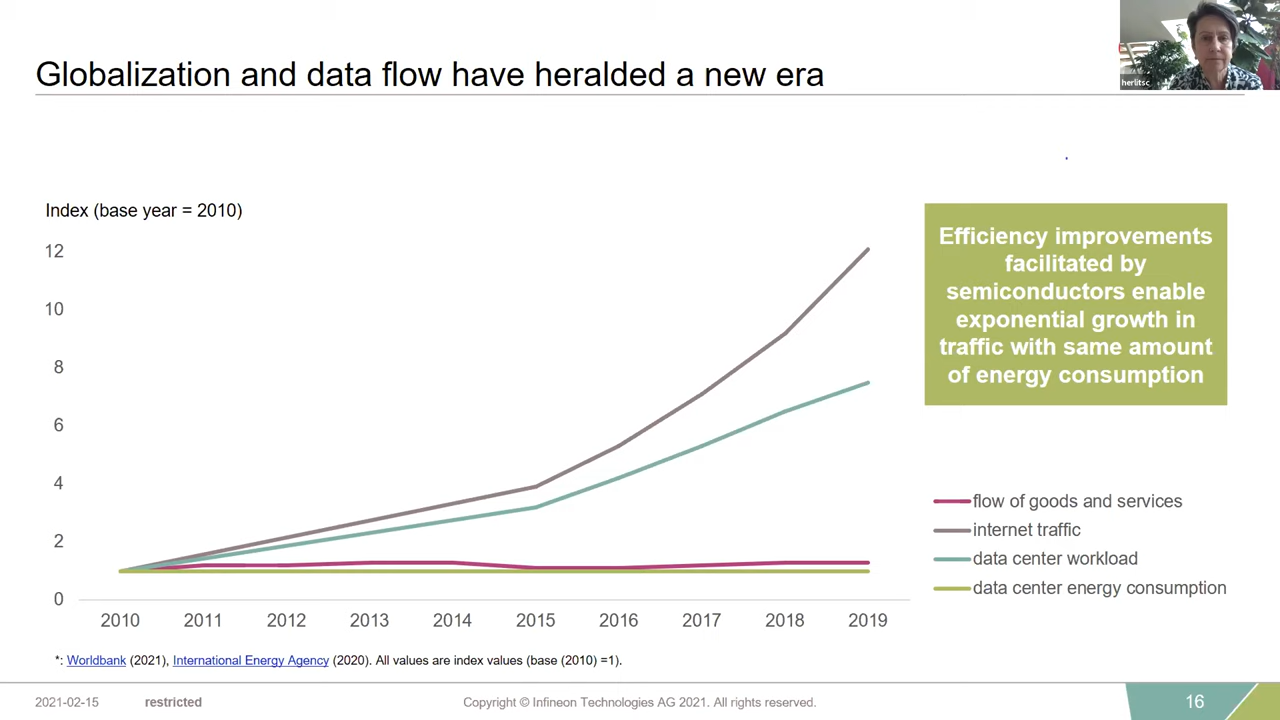 herlitsc
Globalization and data flow have heralded a new era
Index (base year = 2010)
12
10
8
6
4
2
0
2010 2011 2012 2013 2014 2015 2016 2017 2018 2019
Efficiency improvements
facilitated by
semiconductors enable
exponential growth in
traffic with same amount
of energy consumption
flow of goods and services
internet traffic
data center workload
data center energy consumption
*: Worldbank (2021), International Energy Agency (2020). All values are index values (base (2010) =1).
2021-02-15 restricted Copyright © Infineon Technologies AG 2021. All rights reserved. 16